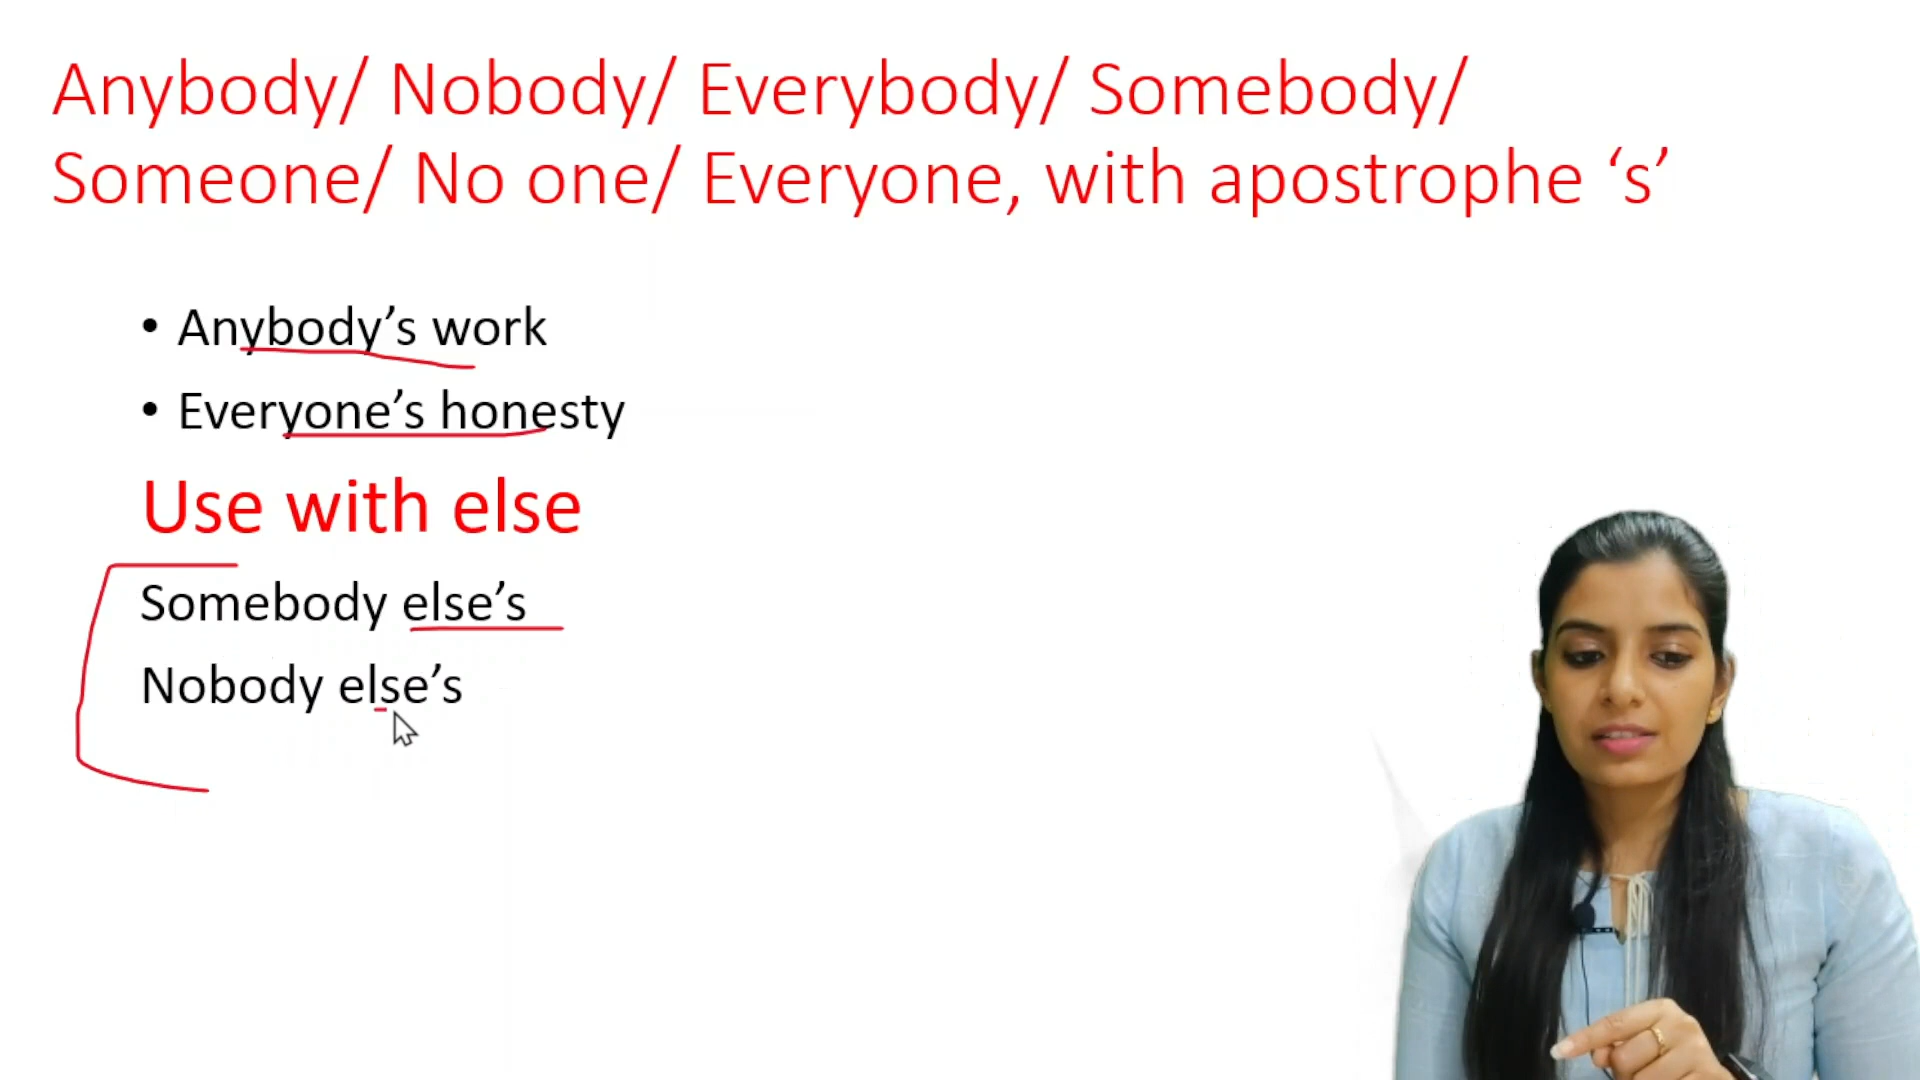 Anybody/ Nobody/ Everybody/ Somebody/
Someone/ No one/ Everyone, with apostrophe ‘s’
• Anybody’s work
• Everyone’s honesty
Use with else
Somebody else’s
Nobody else’s